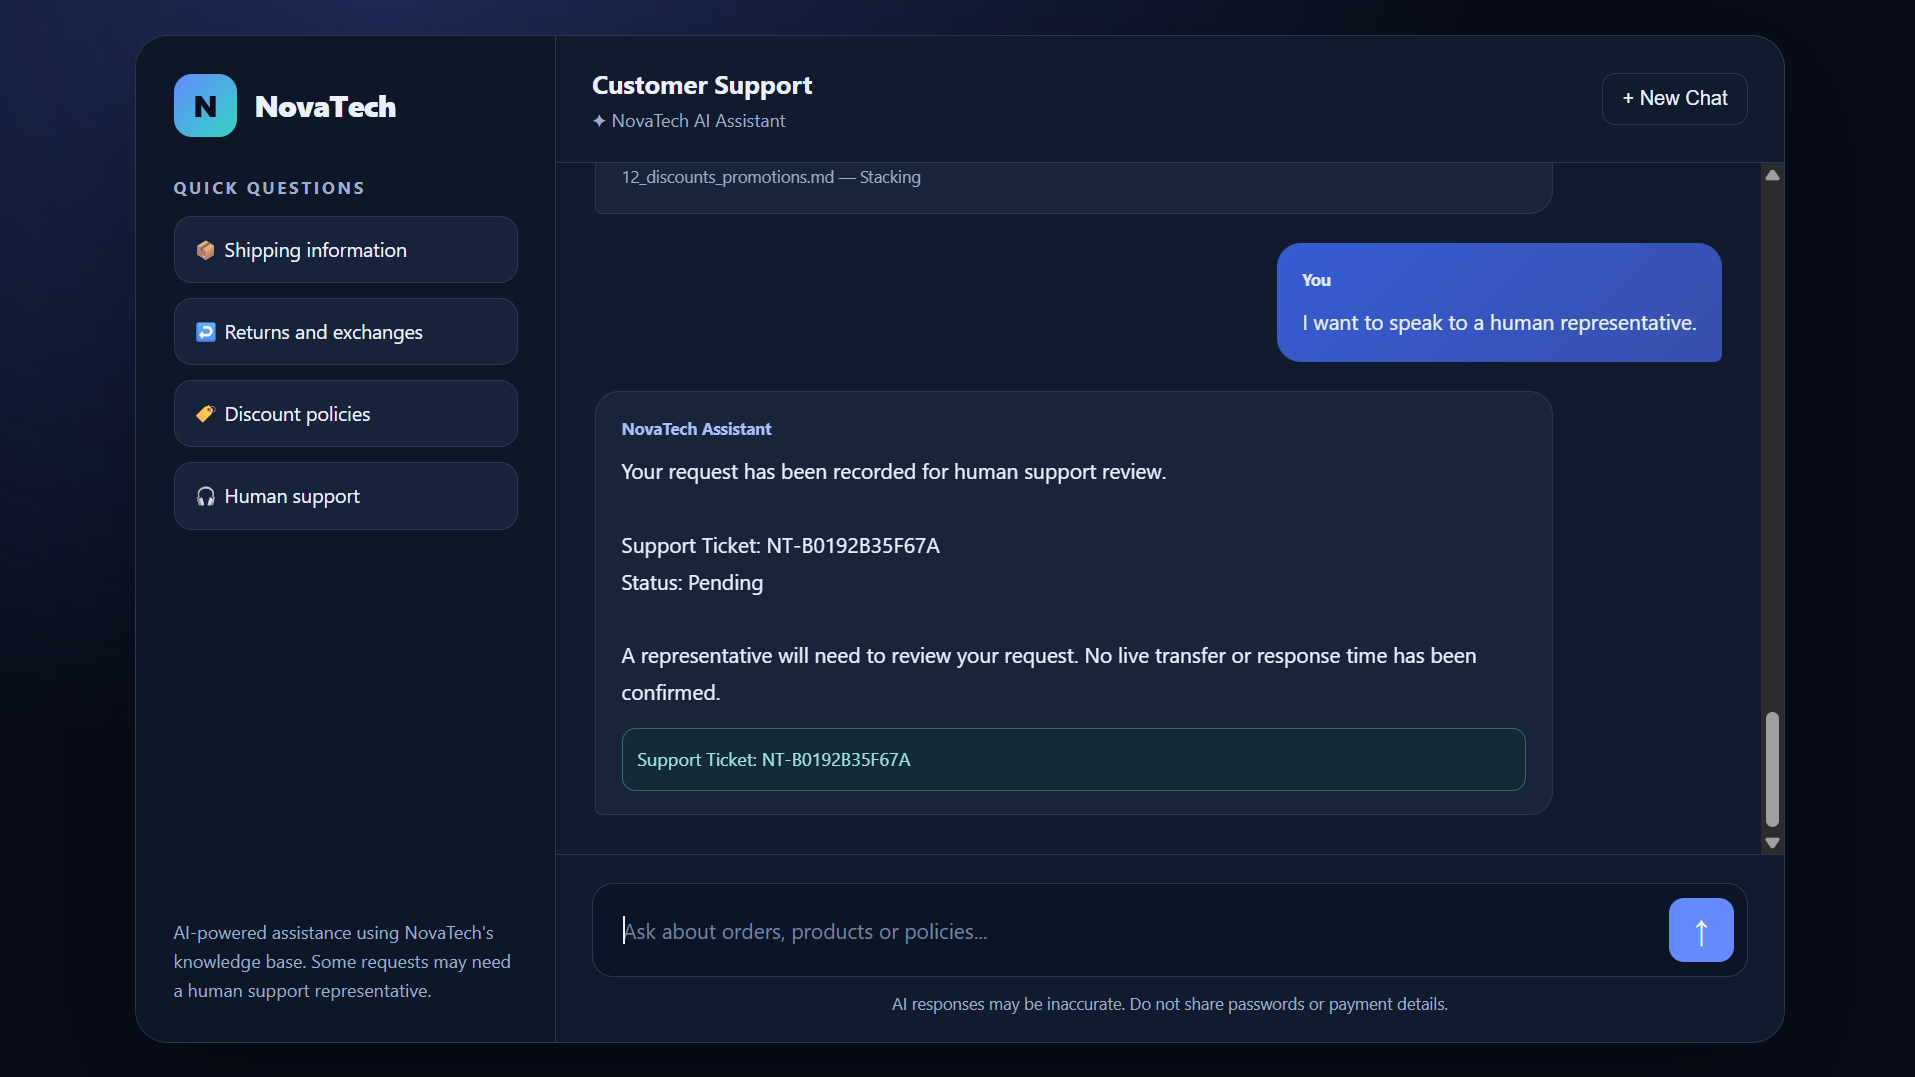 N NovaTech
QUICK QUESTIONS
📦 Shipping information
↩️ Returns and exchanges
🏷️ Discount policies
🎧 Human support
AI-powered assistance using NovaTech's
knowledge base. Some requests may need
a human support representative.
Customer Support
✦ NovaTech AI Assistant
+ New Chat
12_discounts_promotions.md — Stacking
You
I want to speak to a human representative.
NovaTech Assistant
Your request has been recorded for human support review.
Support Ticket: NT-B0192B35F67A
Status: Pending
A representative will need to review your request. No live transfer or response time has been
confirmed.
Support Ticket: NT-B0192B35F67A
Ask about orders, products or policies...
↑
AI responses may be inaccurate. Do not share passwords or payment details.